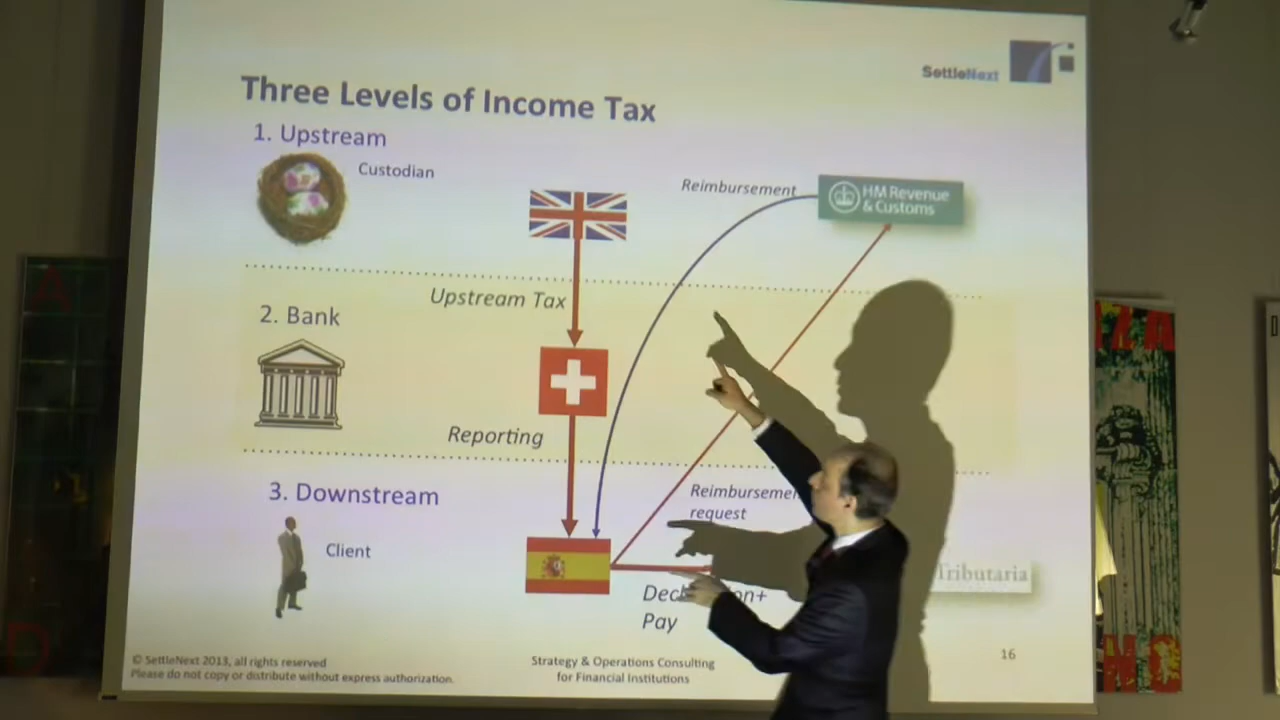 SettleNext
Three Levels of Income Tax
1. Upstream
Custodian
Reimbursement
HM Revenue
& Customs
Upstream Tax
2. Bank
Reporting
3. Downstream
Reimbursemen
request
Client
Tributaria
Pay
© SettleNext 2013, all rights reserved
Please do not copy or distribute without express authorization.
Strategy & Operations Consulting
for Financial Institutions
16